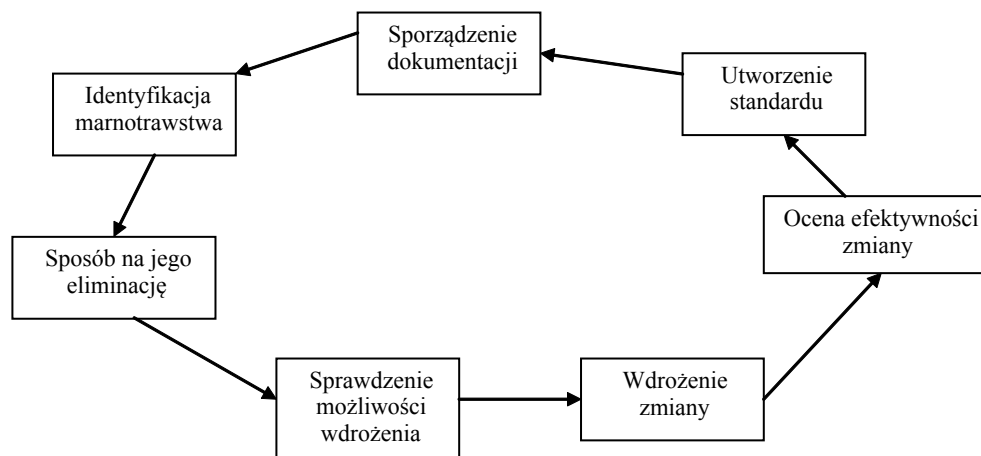 Sporządzenie
dokumentacji
Utworzenie
standardu
Identyfikacja
marnotrawstwa
Ocena efektywności
zmiany
Sposób na jego
eliminację
Sprawdzenie
możliwości
wdrożenia
Wdrożenie
zmiany